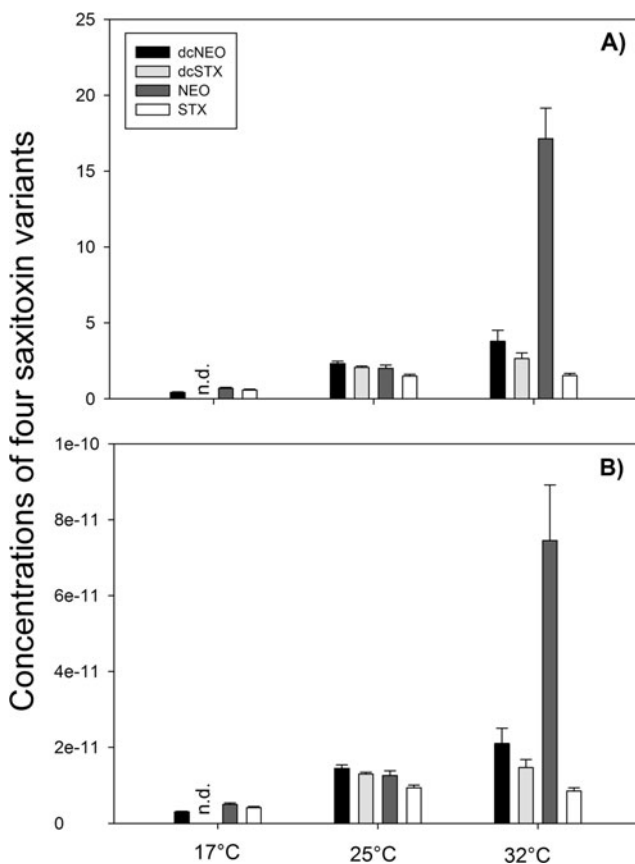 Concentrations of four saxitoxin variants
A)
25
20
15
10
5
0
dcNEO
dcSTX
NEO
STX
n.d.
B)
1e-10
8e-11
6e-11
4e-11
2e-11
0
n.d.
17°C 25°C 32°C